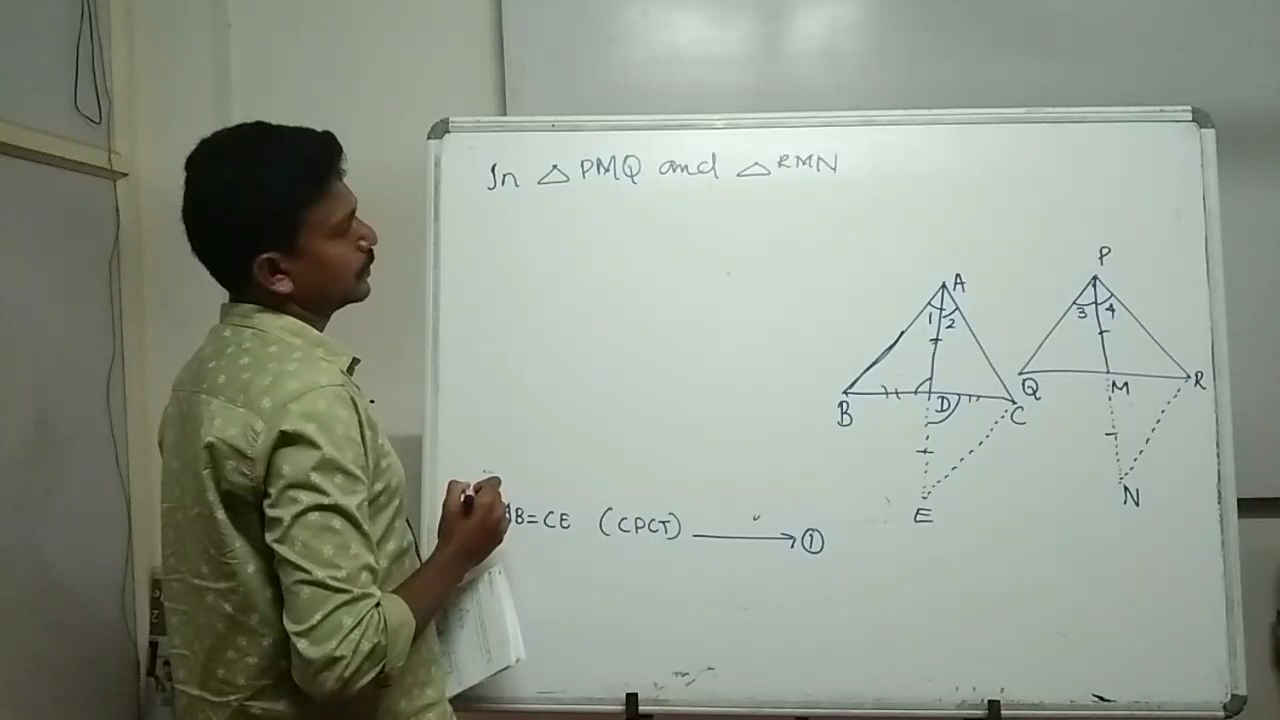 In △ PMQ and △ RMN
P
A
3 4
1 2
Q M R
B D C
N
E
AB=CE (CPCT) → ①